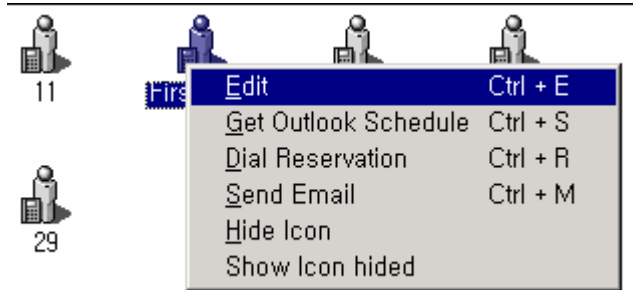 11
Firs
Edit Ctrl + E
Get Outlook Schedule Ctrl + S
Dial Reservation Ctrl + R
Send Email Ctrl + M
29
Hide Icon
Show Icon hided